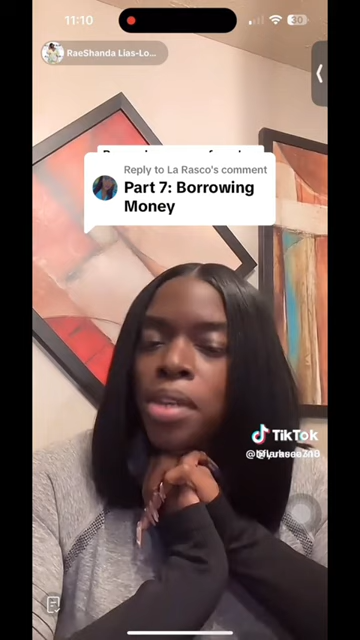 11:10
30
RaeShanda Lias-Lo...
Reply to La Rasco's comment
Part 7: Borrowing
Money
TikTok